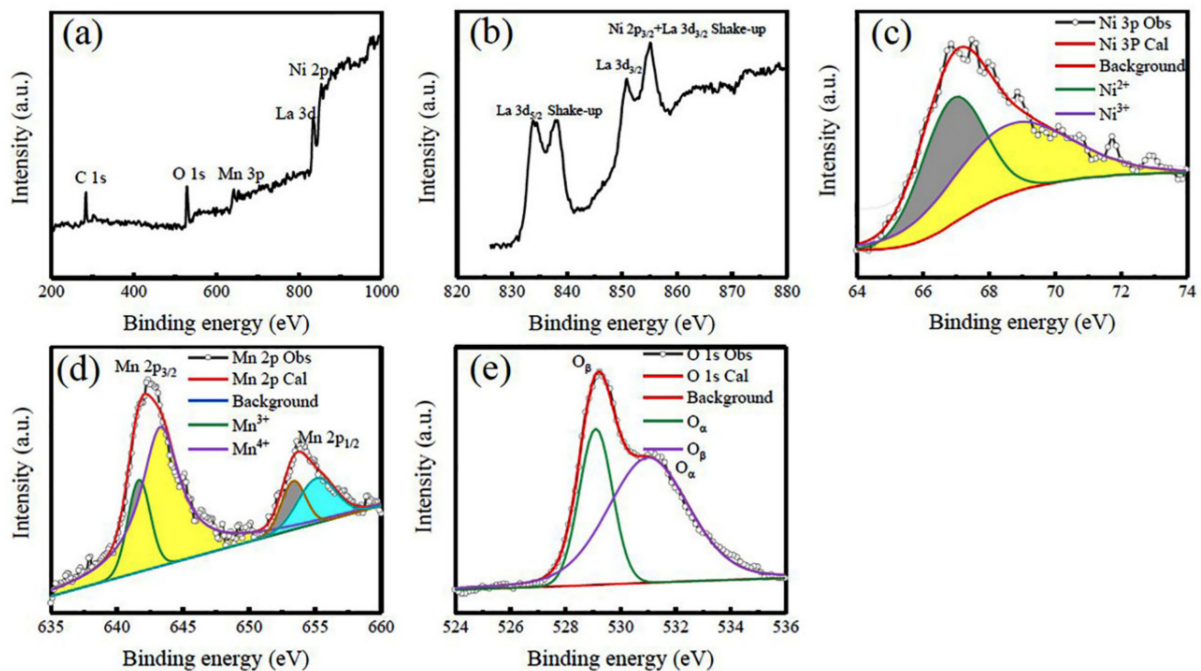 (a)
Ni 2p
La 3d
C 1s
O 1s
Mn 3p
Intensity (a.u.)
200 400 600 800 1000
Binding energy (eV)
(b)
Ni 2p3/2+La 3d3/2 Shake-up
La 3d3/2
La 3d5/2 Shake-up
Intensity (a.u.)
820 830 840 850 860 870 880
Binding energy (eV)
(c)
Ni 3p Obs
Ni 3P Cal
Background
Ni2+
Ni3+
Intensity (a.u.)
64 66 68 70 72 74
Binding energy (eV)
(d)
Mn 2p3/2
Mn 2p Obs
Mn 2p Cal
Background
Mn3+
Mn4+
Mn 2p1/2
Intensity (a.u.)
635 640 645 650 655 660
Binding energy (eV)
(e)
Oβ
O 1s Obs
O 1s Cal
Background
Oα
Oβ
Oα
Intensity (a.u.)
524 526 528 530 532 534 536
Binding energy (eV)